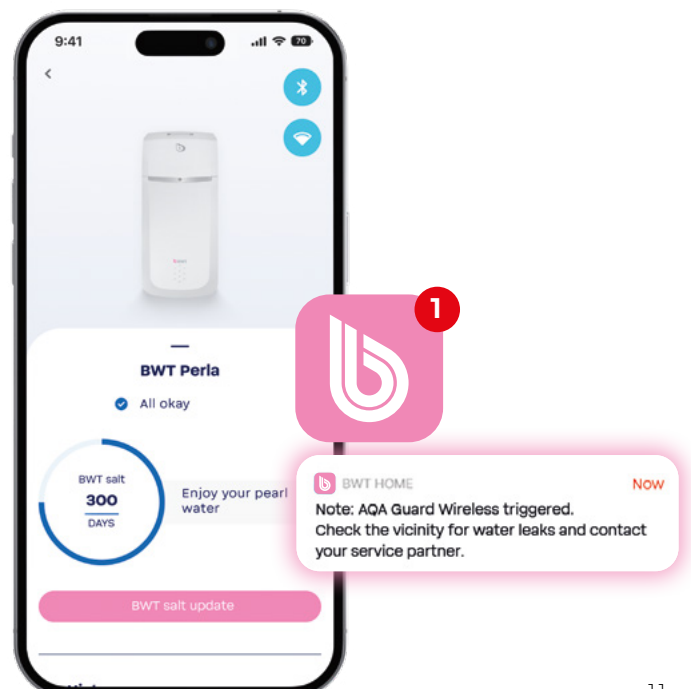 9:41
70
BWT Perla
All okay
BWT salt
300
DAYS
Enjoy your pearl
water
BWT salt update
1
BWT HOME
Now
Note: AQA Guard Wireless triggered.
Check the vicinity for water leaks and contact
your service partner.
11